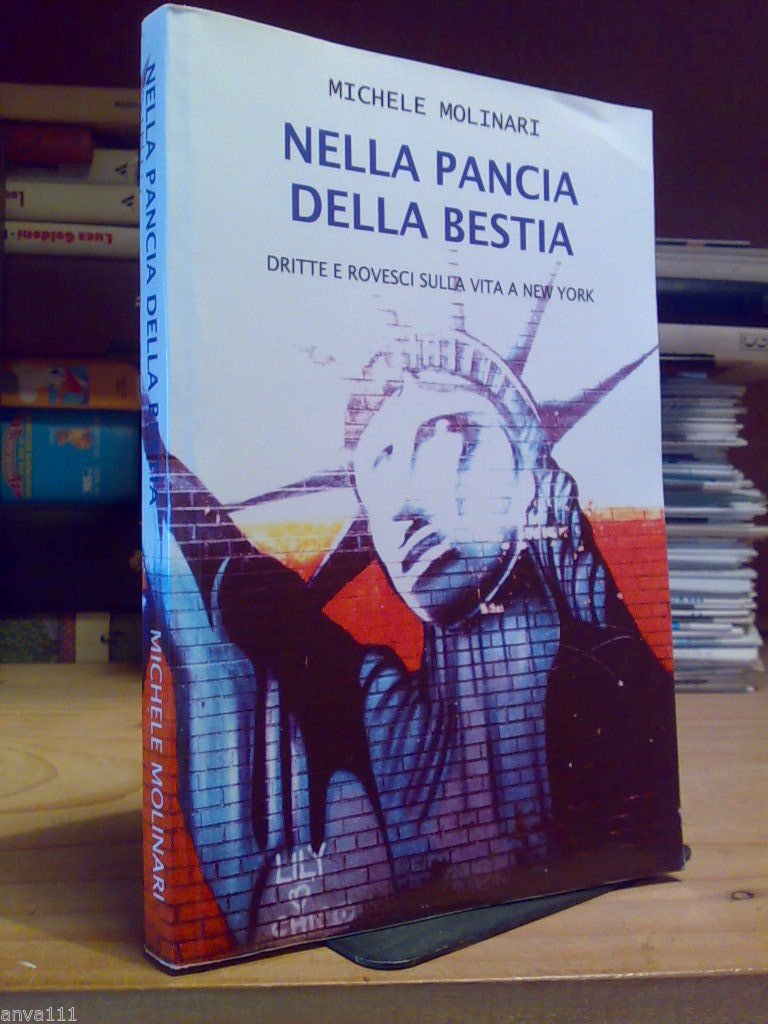 MICHELE MOLINARI
NELLA PANCIA
DELLA BESTIA
DRITTE E ROVESCI SULLA VITA A NEW YORK
NELLA PANCIA DELLA BESTIA
MICHELE MOLINARI
Luca Goldoni
anva111